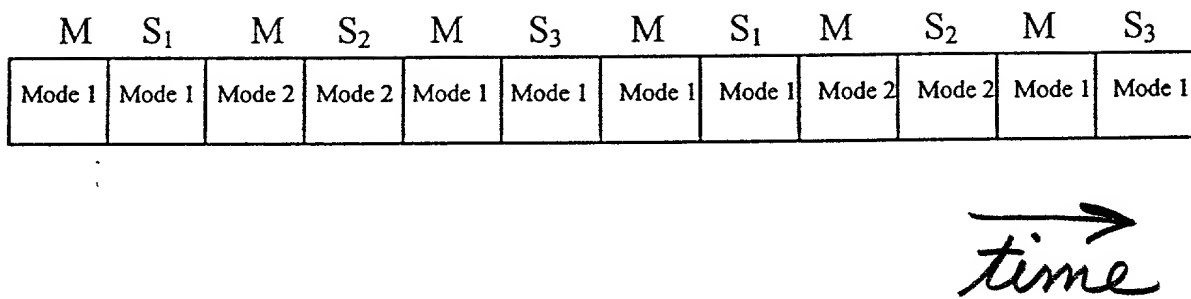 M S₁ M S₂ M S₃ M S₁ M S₂ M S₃
Mode 1 Mode 1 Mode 2 Mode 2 Mode 1 Mode 1 Mode 1 Mode 1 Mode 2 Mode 2 Mode 1 Mode 1
time